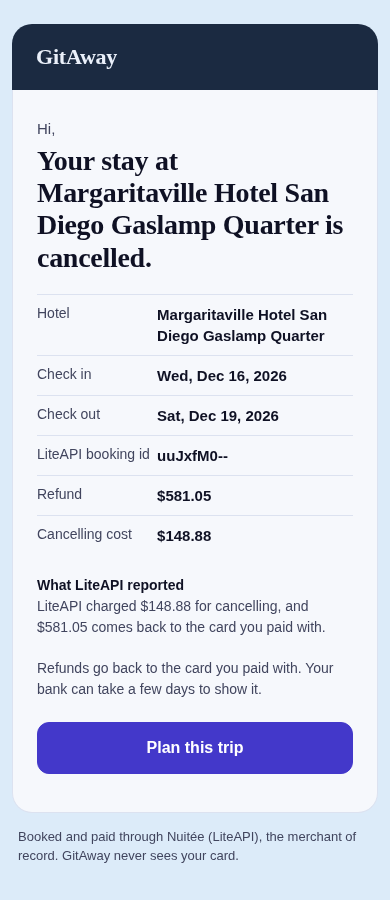 GitAway
Hi,
Your stay at
Margaritaville Hotel San
Diego Gaslamp Quarter is
cancelled.
Hotel
Margaritaville Hotel San
Diego Gaslamp Quarter
Check in
Wed, Dec 16, 2026
Check out
Sat, Dec 19, 2026
LiteAPI booking id
uuJxfM0--
Refund
$581.05
Cancelling cost
$148.88
What LiteAPI reported
LiteAPI charged $148.88 for cancelling, and
$581.05 comes back to the card you paid with.
Refunds go back to the card you paid with. Your
bank can take a few days to show it.
Plan this trip
Booked and paid through Nuitée (LiteAPI), the merchant of
record. GitAway never sees your card.